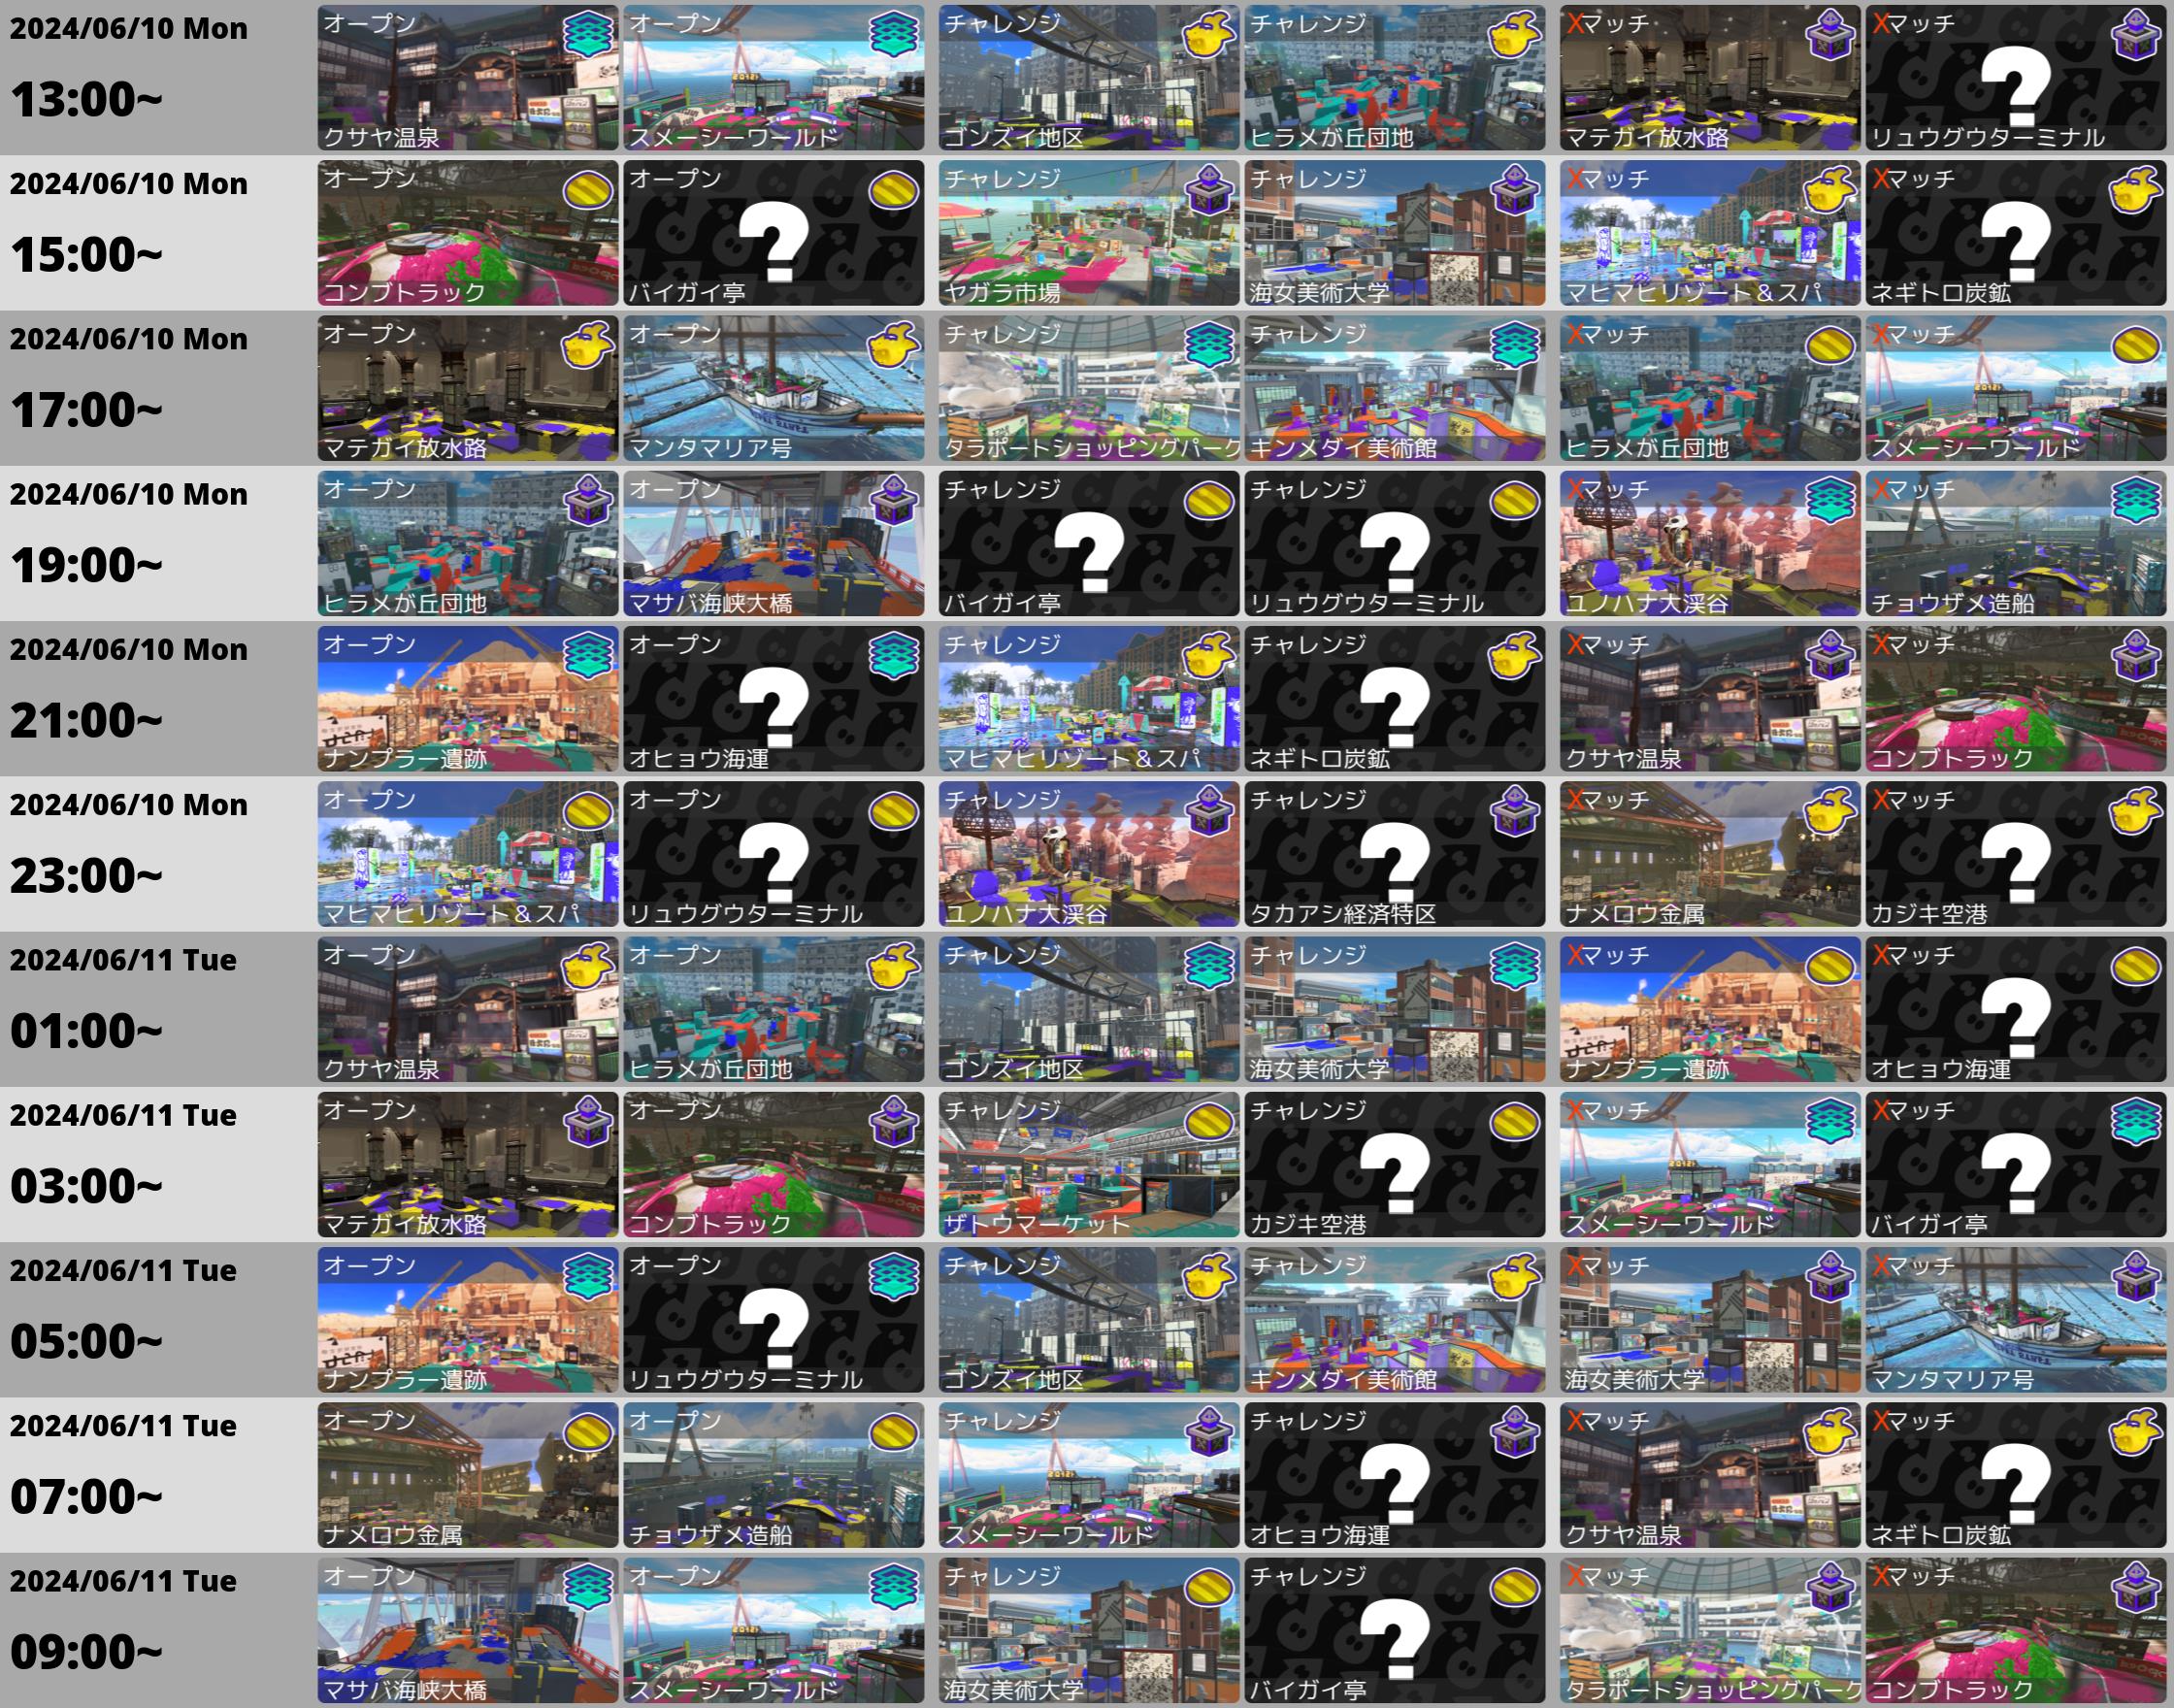 2024/06/10 Mon
13:00~
オープン
クサヤ温泉
オープン
スメーシーワールド
チャレンジ
ゴンズイ地区
チャレンジ
ヒラメが丘団地
Xマッチ
マテガイ放水路
Xマッチ
?
リュウグウターミナル
2024/06/10 Mon
15:00~
オープン
コンブトラック
オープン
?
バイガイ亭
チャレンジ
ヤガラ市場
チャレンジ
海女美術大学
Xマッチ
マヒマヒリゾート&スパ
Xマッチ
?
ネギトロ炭鉱
2024/06/10 Mon
17:00~
オープン
マテガイ放水路
オープン
マンタマリア号
チャレンジ
タラポートショッピングパーク
チャレンジ
キンメダイ美術館
Xマッチ
ヒラメが丘団地
Xマッチ
スメーシーワールド
2024/06/10 Mon
19:00~
オープン
ヒラメが丘団地
オープン
マサバ海峡大橋
チャレンジ
?
バイガイ亭
チャレンジ
?
リュウグウターミナル
Xマッチ
ユノハナ大渓谷
Xマッチ
チョウザメ造船
2024/06/10 Mon
21:00~
オープン
ナンプラー遺跡
オープン
?
オヒョウ海運
チャレンジ
マヒマヒリゾート&スパ
チャレンジ
?
ネギトロ炭鉱
Xマッチ
クサヤ温泉
Xマッチ
コンブトラック
2024/06/10 Mon
23:00~
オープン
マヒマヒリゾート&スパ
オープン
?
リュウグウターミナル
チャレンジ
ユノハナ大渓谷
チャレンジ
?
タカアシ経済特区
Xマッチ
ナメロウ金属
Xマッチ
?
カジキ空港
2024/06/11 Tue
01:00~
オープン
クサヤ温泉
オープン
ヒラメが丘団地
チャレンジ
ゴンズイ地区
チャレンジ
海女美術大学
Xマッチ
ナンプラー遺跡
Xマッチ
?
オヒョウ海運
2024/06/11 Tue
03:00~
オープン
マテガイ放水路
オープン
コンブトラック
チャレンジ
ザトウマーケット
チャレンジ
?
カジキ空港
Xマッチ
スメーシーワールド
Xマッチ
?
バイガイ亭
2024/06/11 Tue
05:00~
オープン
ナンプラー遺跡
オープン
?
リュウグウターミナル
チャレンジ
ゴンズイ地区
チャレンジ
キンメダイ美術館
Xマッチ
海女美術大学
Xマッチ
マンタマリア号
2024/06/11 Tue
07:00~
オープン
ナメロウ金属
オープン
チョウザメ造船
チャレンジ
スメーシーワールド
チャレンジ
?
オヒョウ海運
Xマッチ
クサヤ温泉
Xマッチ
?
ネギトロ炭鉱
2024/06/11 Tue
09:00~
オープン
マサバ海峡大橋
オープン
スメーシーワールド
チャレンジ
海女美術大学
チャレンジ
?
バイガイ亭
Xマッチ
タラポートショッピングパーク
Xマッチ
コンブトラック